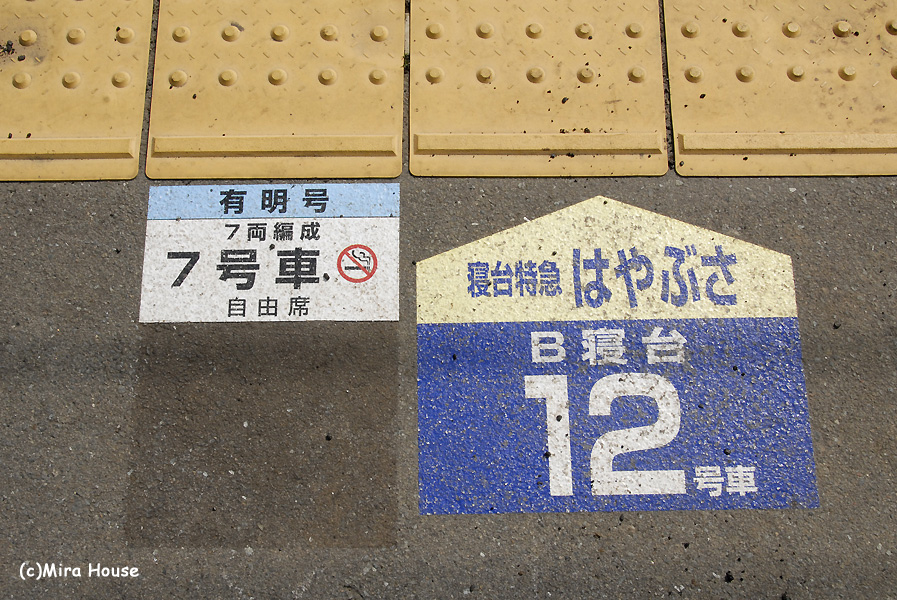 有明号
7両編成
7号車
自由席
寝台特急 はやぶさ
B寝台
12号車
(c)Mira House